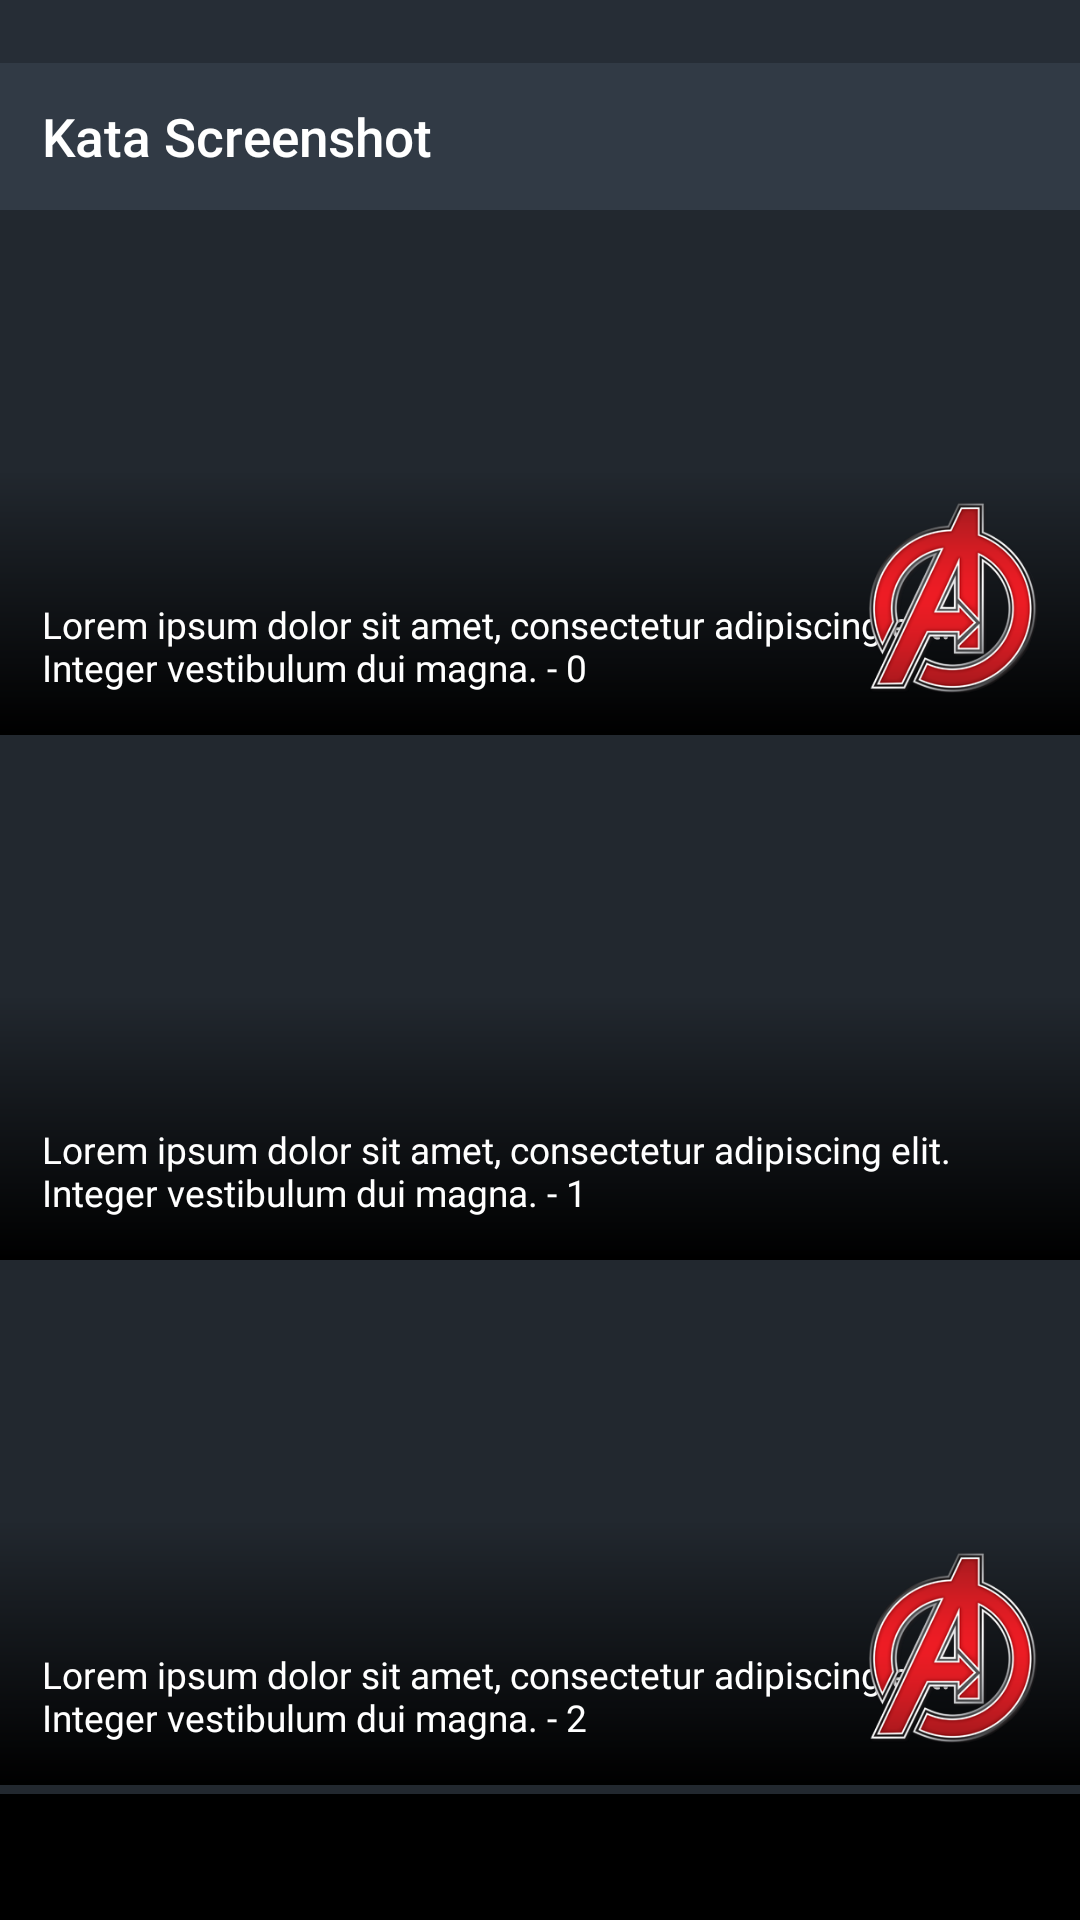 Kata Screenshot
Lorem ipsum dolor sit amet, consectetur adipiscing
Integer vestibulum dui magna. - 0
Lorem ipsum dolor sit amet, consectetur adipiscing elit.
Integer vestibulum dui magna. - 1
Lorem ipsum dolor sit amet, consectetur adipiscing
Integer vestibulum dui magna. - 2